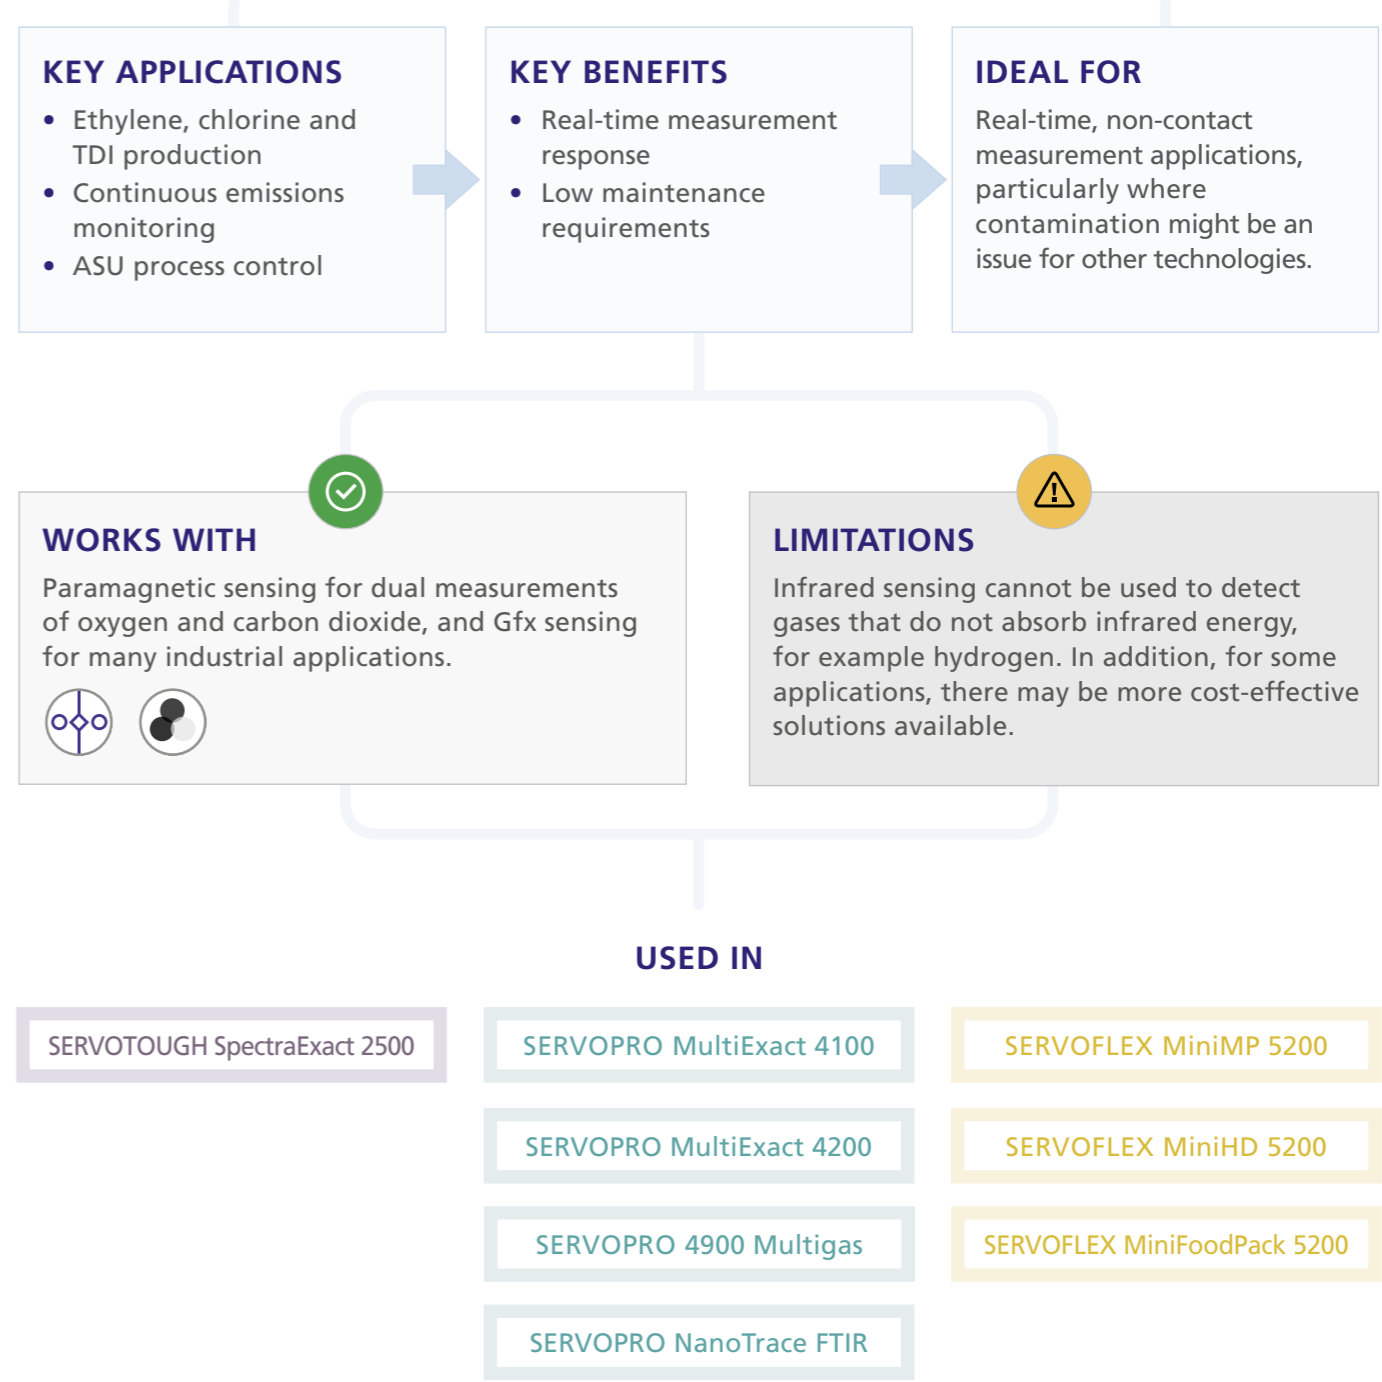 KEY APPLICATIONS
• Ethylene, chlorine and
TDI production
• Continuous emissions
monitoring
• ASU process control
KEY BENEFITS
• Real-time measurement
response
• Low maintenance
requirements
IDEAL FOR
Real-time, non-contact
measurement applications,
particularly where
contamination might be an
issue for other technologies.
WORKS WITH
Paramagnetic sensing for dual measurements
of oxygen and carbon dioxide, and Gfx sensing
for many industrial applications.
LIMITATIONS
Infrared sensing cannot be used to detect
gases that do not absorb infrared energy,
for example hydrogen. In addition, for some
applications, there may be more cost-effective
solutions available.
USED IN
SERVOTOUGH SpectraExact 2500
SERVOPRO MultiExact 4100
SERVOPRO MultiExact 4200
SERVOPRO 4900 Multigas
SERVOPRO NanoTrace FTIR
SERVOFLEX MiniMP 5200
SERVOFLEX MiniHD 5200
SERVOFLEX MiniFoodPack 5200